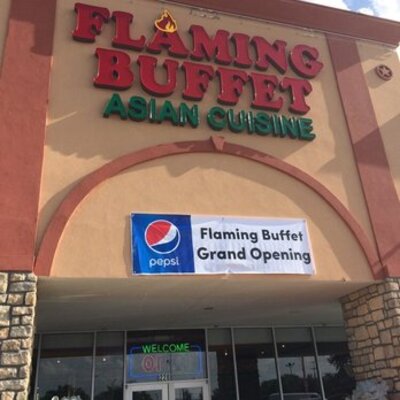 FLAMING
BUFFET
ASIAN CUISINE
pepsi
Flaming Buffet
Grand Opening
WELCOME